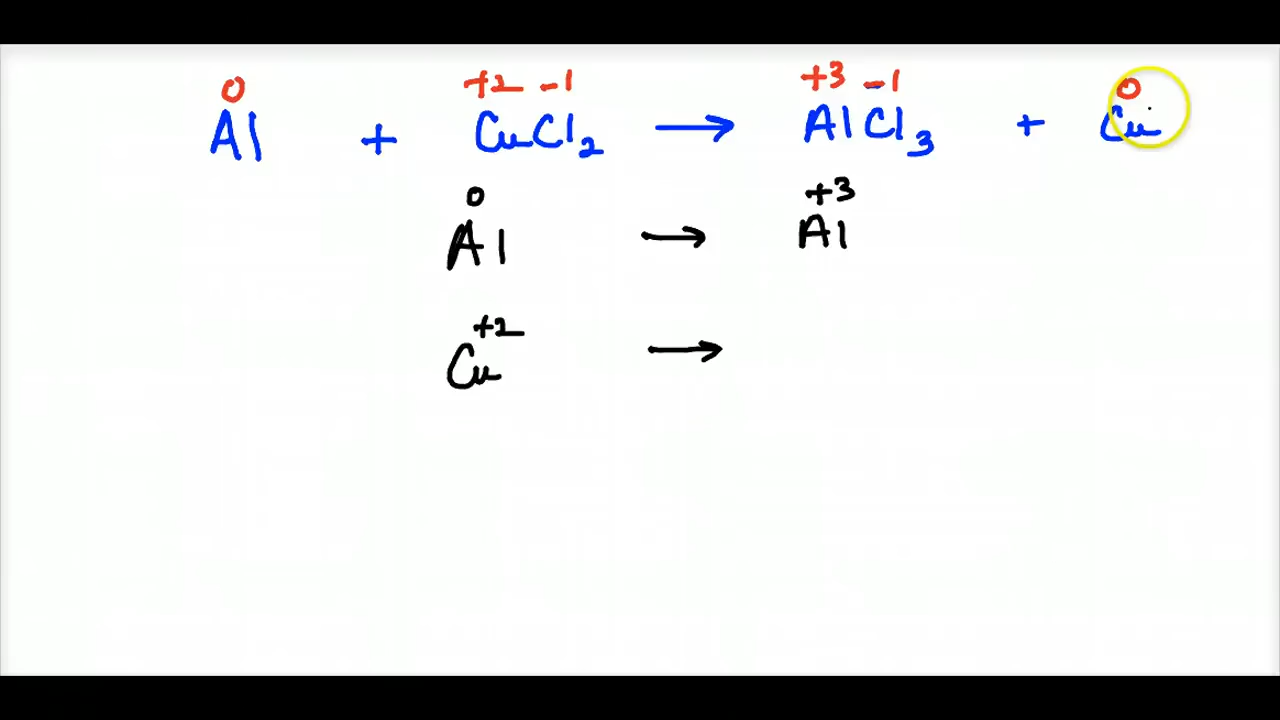 0 +2 -1 +3 -1 0
Al + CuCl2 → AlCl3 + Cu
0 +3
Al → Al
+2
Cu →